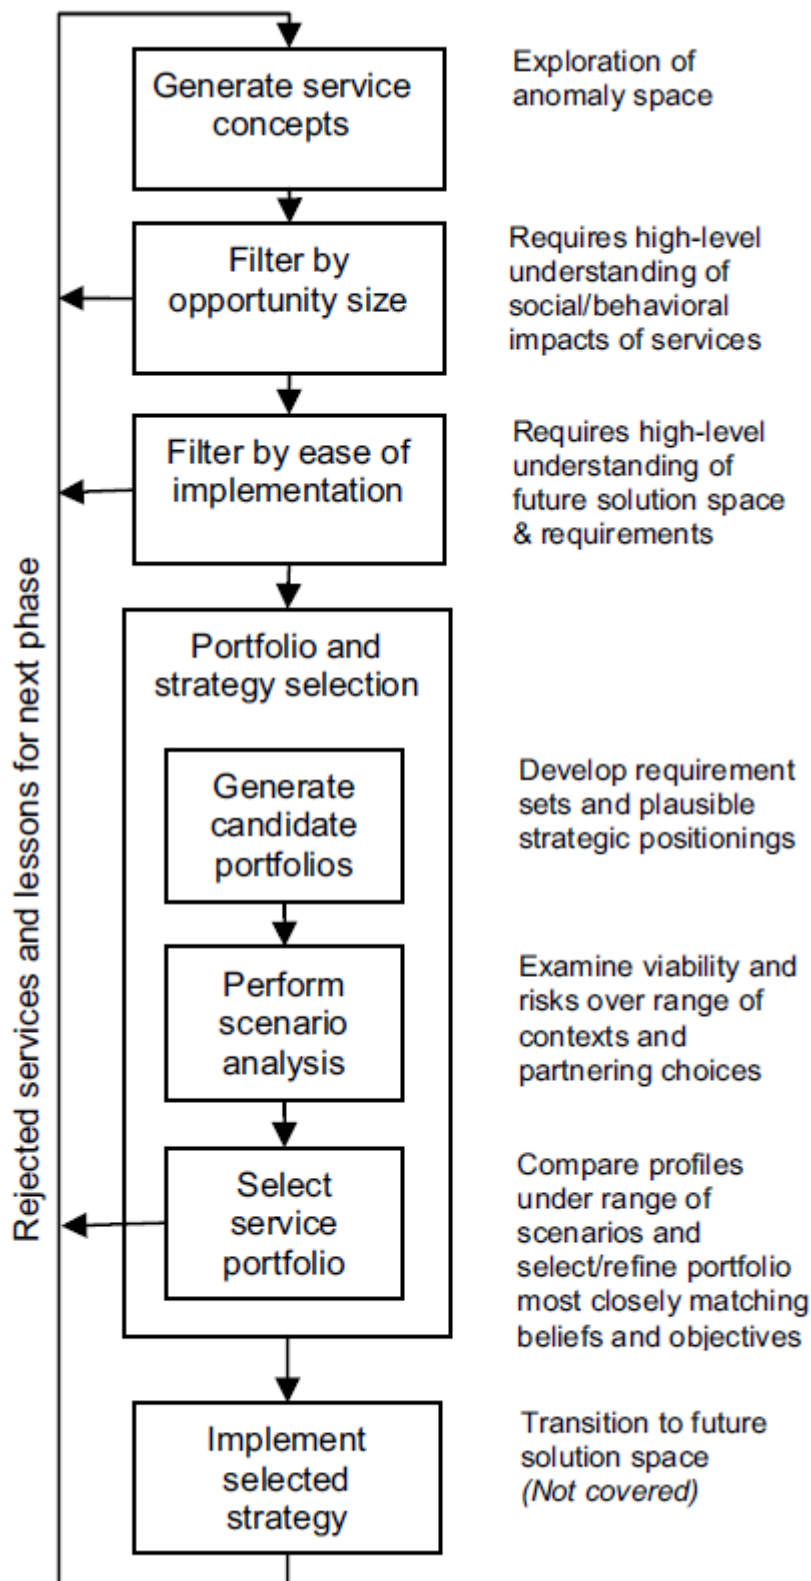 Generate service
concepts
Exploration of
anomaly space
Filter by
opportunity size
Requires high-level
understanding of
social/behavioral
impacts of services
Filter by ease of
implementation
Requires high-level
understanding of
future solution space
& requirements
Rejected services and lessons for next phase
Portfolio and
strategy selection
Generate
candidate
portfolios
Develop requirement
sets and plausible
strategic positionings
Perform
scenario
analysis
Examine viability and
risks over range of
contexts and
partnering choices
Select
service
portfolio
Compare profiles
under range of
scenarios and
select/refine portfolio
most closely matching
beliefs and objectives
Implement
selected
strategy
Transition to future
solution space
(Not covered)